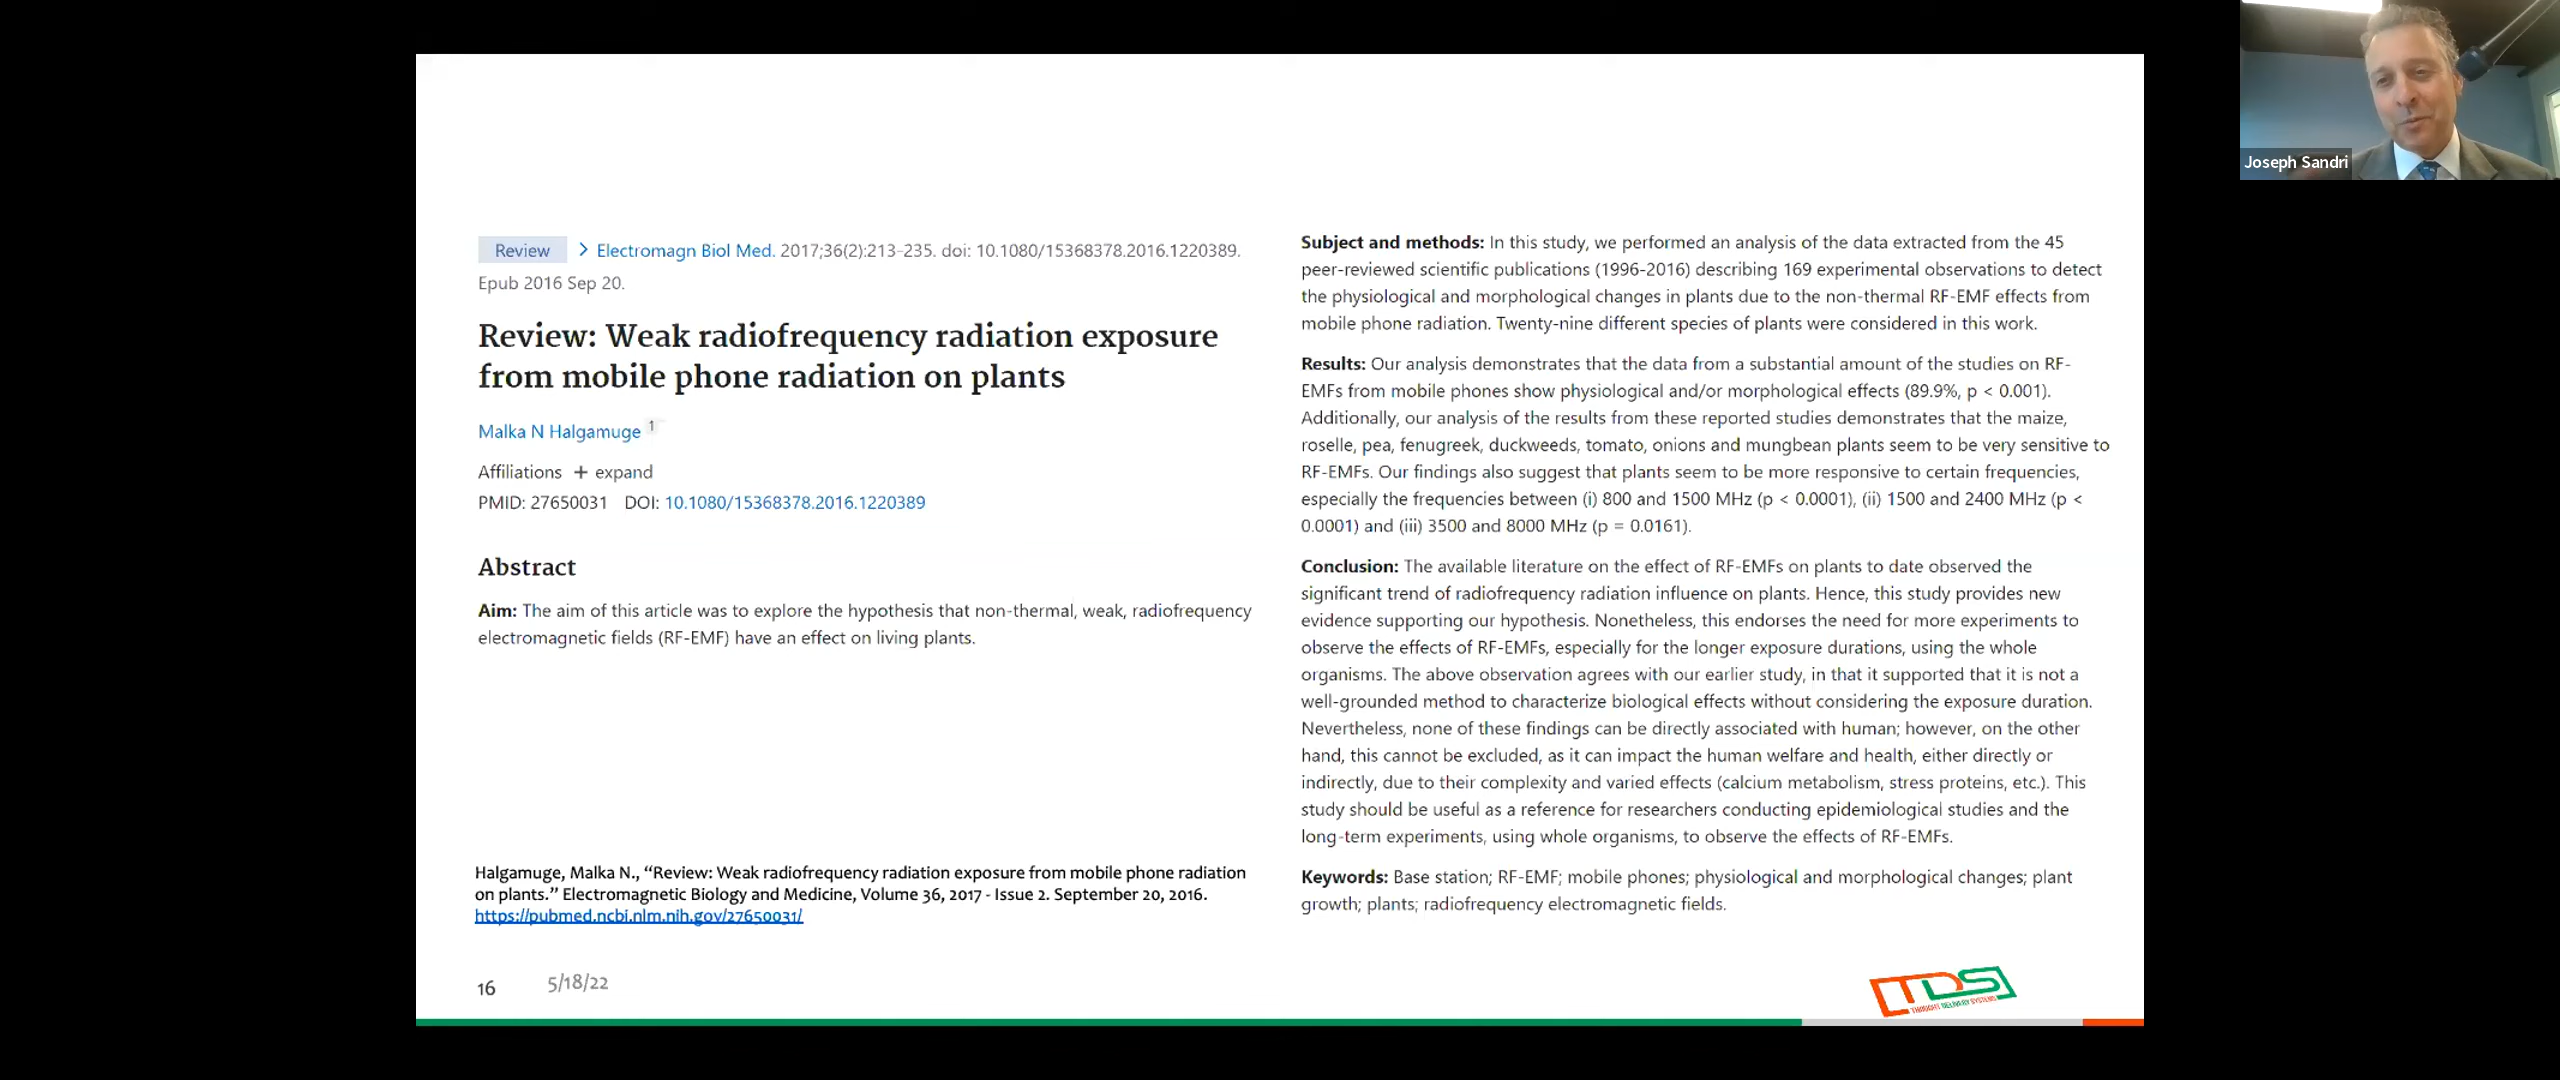 Review > Electromagn Biol Med. 2017;36(2):213-235. doi: 10.1080/15368378.2016.1220389.
Epub 2016 Sep 20.
Review: Weak radiofrequency radiation exposure
from mobile phone radiation on plants
Malka N Halgamuge 1
Affiliations + expand
PMID: 27650031 DOI: 10.1080/15368378.2016.1220389
Abstract
Aim: The aim of this article was to explore the hypothesis that non-thermal, weak, radiofrequency
electromagnetic fields (RF-EMF) have an effect on living plants.
Halgamuge, Malka N., “Review: Weak radiofrequency radiation exposure from mobile phone radiation
on plants.” Electromagnetic Biology and Medicine, Volume 36, 2017 - Issue 2. September 20, 2016.
https://pubmed.ncbi.nlm.nih.gov/27650031/
Subject and methods: In this study, we performed an analysis of the data extracted from the 45
peer-reviewed scientific publications (1996-2016) describing 169 experimental observations to detect
the physiological and morphological changes in plants due to the non-thermal RF-EMF effects from
mobile phone radiation. Twenty-nine different species of plants were considered in this work.
Results: Our analysis demonstrates that the data from a substantial amount of the studies on RF-
EMFs from mobile phones show physiological and/or morphological effects (89.9%, p < 0.001).
Additionally, our analysis of the results from these reported studies demonstrates that the maize,
roselle, pea, fenugreek, duckweeds, tomato, onions and mungbean plants seem to be very sensitive to
RF-EMFs. Our findings also suggest that plants seem to be more responsive to certain frequencies,
especially the frequencies between (i) 800 and 1500 MHz (p < 0.0001), (ii) 1500 and 2400 MHz (p <
0.0001) and (iii) 3500 and 8000 MHz (p = 0.0161).
Conclusion: The available literature on the effect of RF-EMFs on plants to date observed the
significant trend of radiofrequency radiation influence on plants. Hence, this study provides new
evidence supporting our hypothesis. Nonetheless, this endorses the need for more experiments to
observe the effects of RF-EMFs, especially for the longer exposure durations, using the whole
organisms. The above observation agrees with our earlier study, in that it supported that it is not a
well-grounded method to characterize biological effects without considering the exposure duration.
Nevertheless, none of these findings can be directly associated with human; however, on the other
hand, this cannot be excluded, as it can impact the human welfare and health, either directly or
indirectly, due to their complexity and varied effects (calcium metabolism, stress proteins, etc.). This
study should be useful as a reference for researchers conducting epidemiological studies and the
long-term experiments, using whole organisms, to observe the effects of RF-EMFs.
Keywords: Base station; RF-EMF; mobile phones; physiological and morphological changes; plant
growth; plants; radiofrequency electromagnetic fields.
16 5/18/22
TDS
THOUGHT DELIVERY SYSTEMS
Joseph Sandri